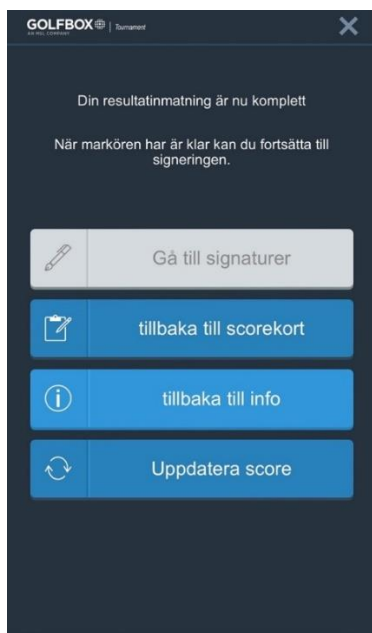 GOLFBOX | Tournament
AN HSL COMPANY
Din resultatinmatning är nu komplett
När markören har är klar kan du fortsätta till
signeringen.
Gå till signaturer
tillbaka till scorekort
tillbaka till info
Uppdatera score